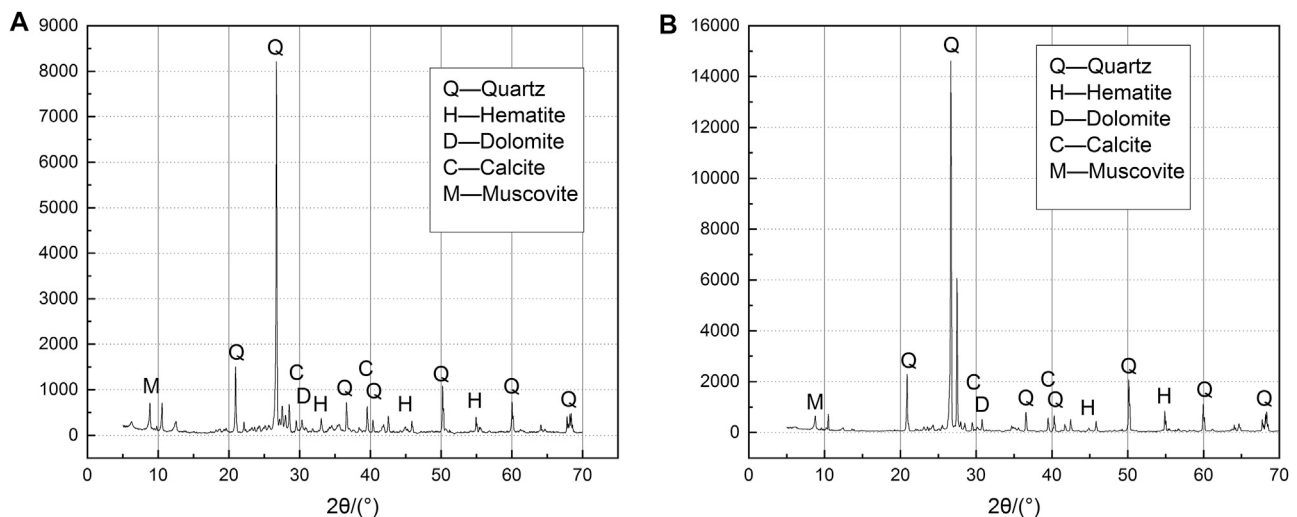 A
9000
8000
7000
6000
5000
4000
3000
2000
1000
0
Q
Q—Quartz
H—Hematite
D—Dolomite
C—Calcite
M—Muscovite
M
Q
C
D
H
Q
C
Q
H
Q
H
Q
Q
0 10 20 30 40 50 60 70
2θ/(°)
B
16000
14000
12000
10000
8000
6000
4000
2000
0
Q
Q—Quartz
H—Hematite
D—Dolomite
C—Calcite
M—Muscovite
M
Q
C
D
Q
C
Q
H
Q
H
Q
Q
0 10 20 30 40 50 60 70
2θ/(°)